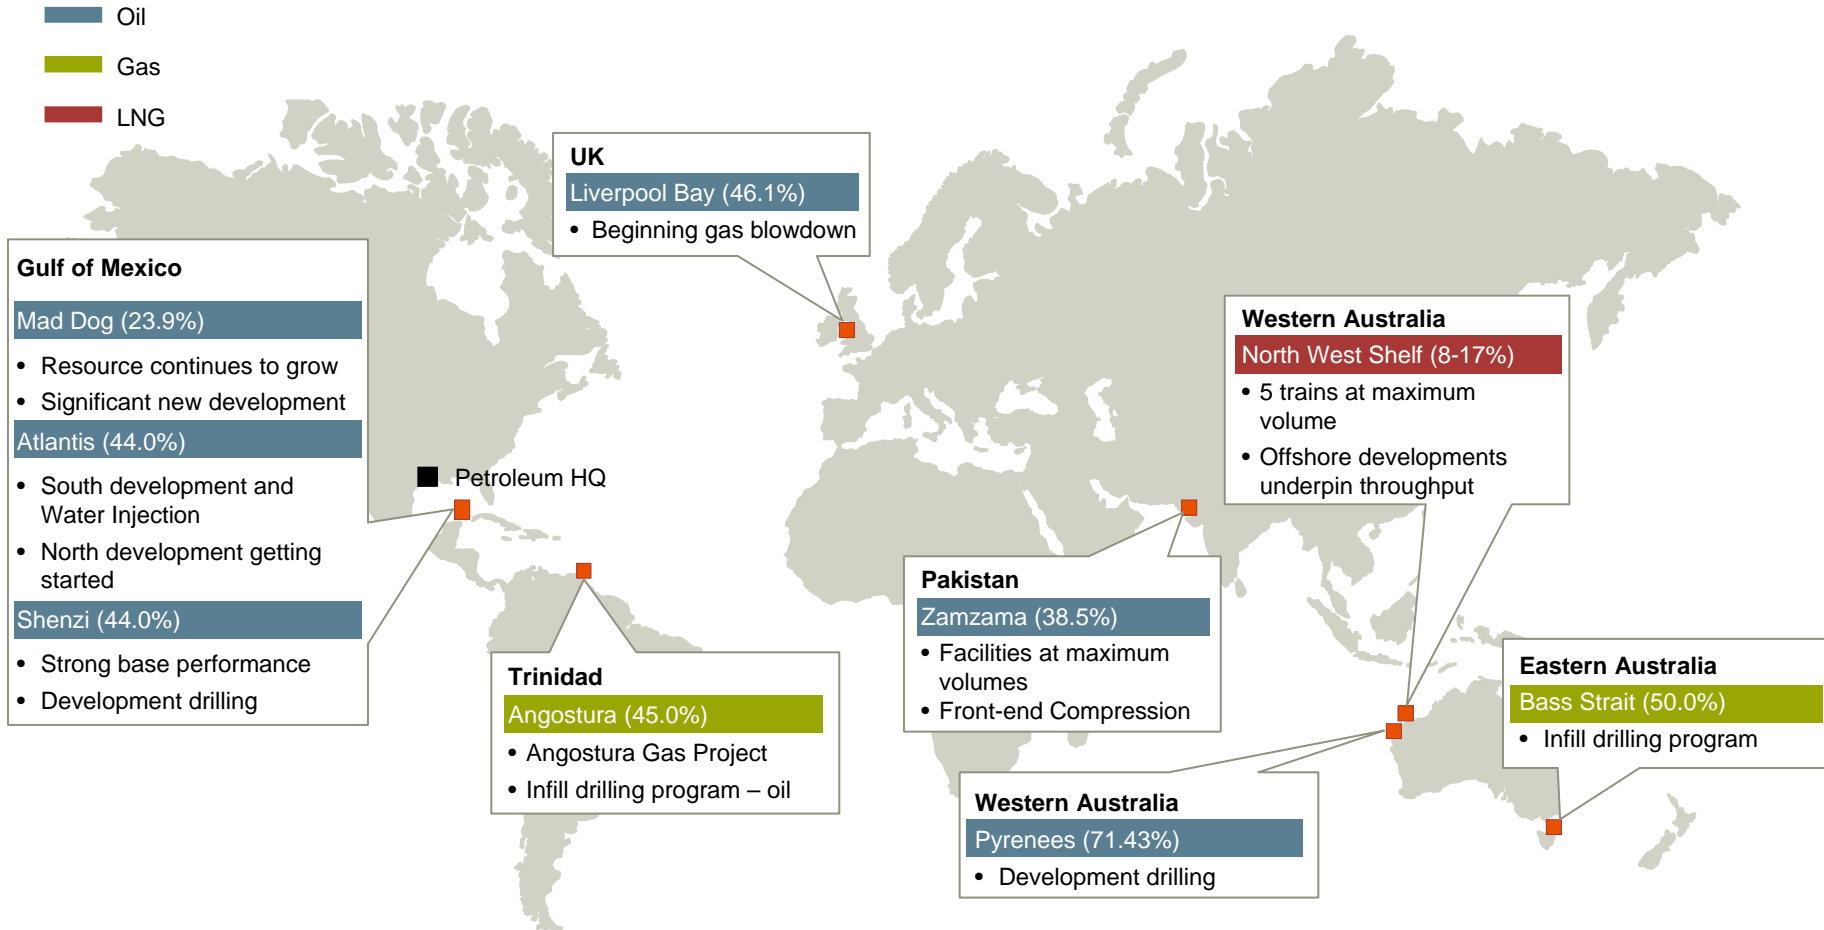 Oil
Gas
LNG
UK
Liverpool Bay (46.1%)
• Beginning gas blowdown
Gulf of Mexico
Mad Dog (23.9%)
• Resource continues to grow
• Significant new development
Atlantis (44.0%)
• South development and
Water Injection
• North development getting
started
Shenzi (44.0%)
• Strong base performance
• Development drilling
Petroleum HQ
Trinidad
Angostura (45.0%)
• Angostura Gas Project
• Infill drilling program – oil
Pakistan
Zamzama (38.5%)
• Facilities at maximum
volumes
• Front-end Compression
Western Australia
North West Shelf (8-17%)
• 5 trains at maximum
volume
• Offshore developments
underpin throughput
Western Australia
Pyrenees (71.43%)
• Development drilling
Eastern Australia
Bass Strait (50.0%)
• Infill drilling program